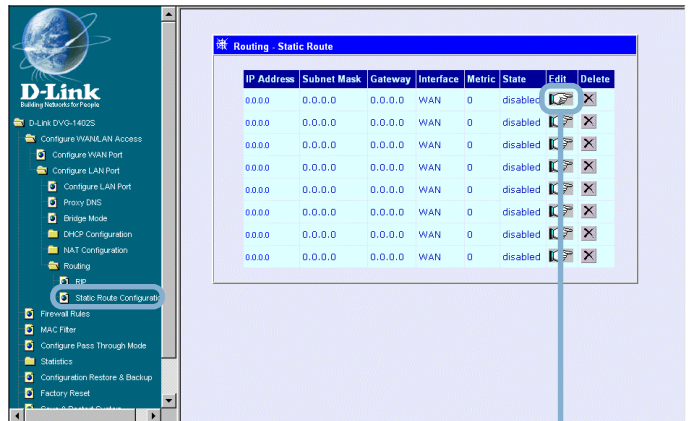 D-Link
Building Networks for People
D-Link DVG-1402S
Configure WAN/LAN Access
Configure WAN Port
Configure LAN Port
Configure LAN Port
Proxy DNS
Bridge Mode
DHCP Configuration
NAT Configuration
Routing
RIP
Static Route Configuratio
Firewall Rules
MAC Filter
Configure Pass Through Mode
Statistics
Configuration Restore & Backup
Factory Reset
Save & Restart System
Routing - Static Route
IP Address Subnet Mask Gateway Interface Metric State Edit Delete
0.0.0.0 0.0.0.0 0.0.0.0 WAN 0 disabled
0.0.0.0 0.0.0.0 0.0.0.0 WAN 0 disabled
0.0.0.0 0.0.0.0 0.0.0.0 WAN 0 disabled
0.0.0.0 0.0.0.0 0.0.0.0 WAN 0 disabled
0.0.0.0 0.0.0.0 0.0.0.0 WAN 0 disabled
0.0.0.0 0.0.0.0 0.0.0.0 WAN 0 disabled
0.0.0.0 0.0.0.0 0.0.0.0 WAN 0 disabled
0.0.0.0 0.0.0.0 0.0.0.0 WAN 0 disabled